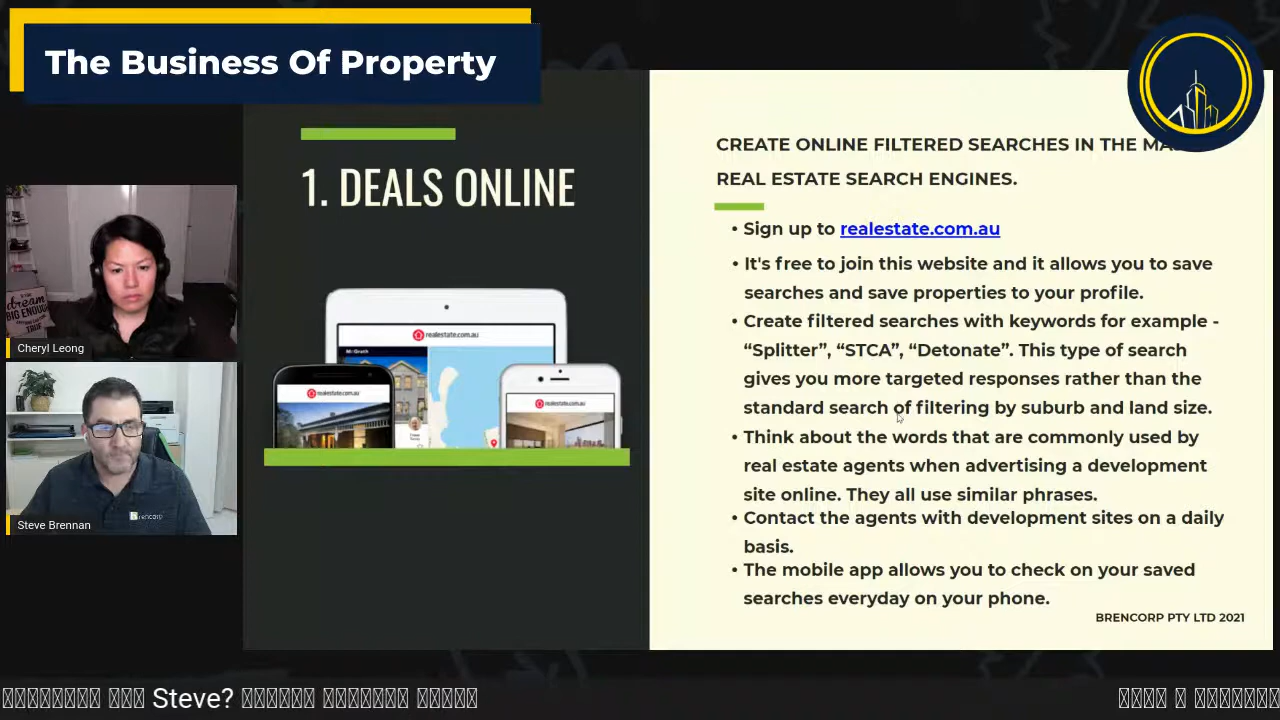 The Business Of Property
1. DEALS ONLINE
realestate.com.au
McGrath
realestate.com.au
realestate.com.au
CREATE ONLINE FILTERED SEARCHES IN THE
REAL ESTATE SEARCH ENGINES.
• Sign up to realestate.com.au
• It's free to join this website and it allows you to save
searches and save properties to your profile.
• Create filtered searches with keywords for example -
“Splitter”, “STCA”, “Detonate”. This type of search
gives you more targeted responses rather than the
standard search of filtering by suburb and land size.
• Think about the words that are commonly used by
real estate agents when advertising a development
site online. They all use similar phrases.
• Contact the agents with development sites on a daily
basis.
• The mobile app allows you to check on your saved
searches everyday on your phone.
BRENCORP PTY LTD 2021
dream
BIG ENOUGH
TRUE
Cheryl Leong
Steve Brennan
Steve?